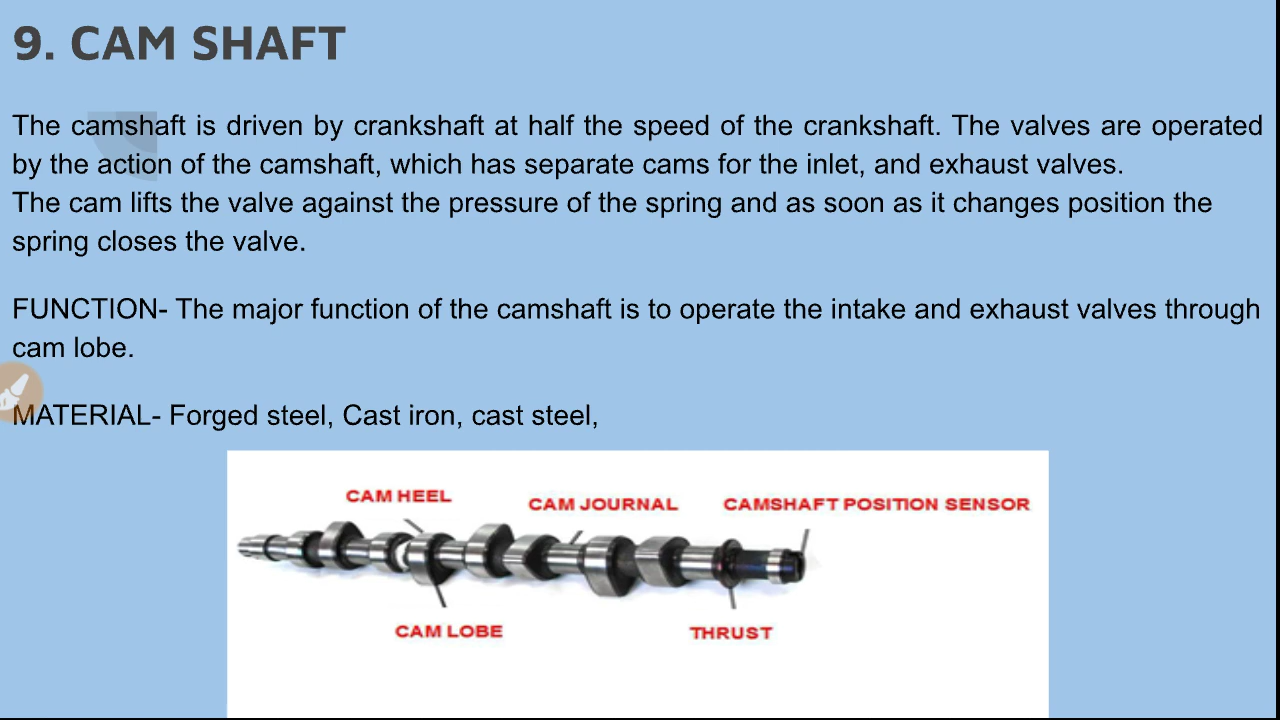 9. CAM SHAFT
The camshaft is driven by crankshaft at half the speed of the crankshaft. The valves are operated
by the action of the camshaft, which has separate cams for the inlet, and exhaust valves.
The cam lifts the valve against the pressure of the spring and as soon as it changes position the
spring closes the valve.
FUNCTION- The major function of the camshaft is to operate the intake and exhaust valves through
cam lobe.
MATERIAL- Forged steel, Cast iron, cast steel,
CAM HEEL
CAM JOURNAL
CAMSHAFT POSITION SENSOR
CAM LOBE
THRUST